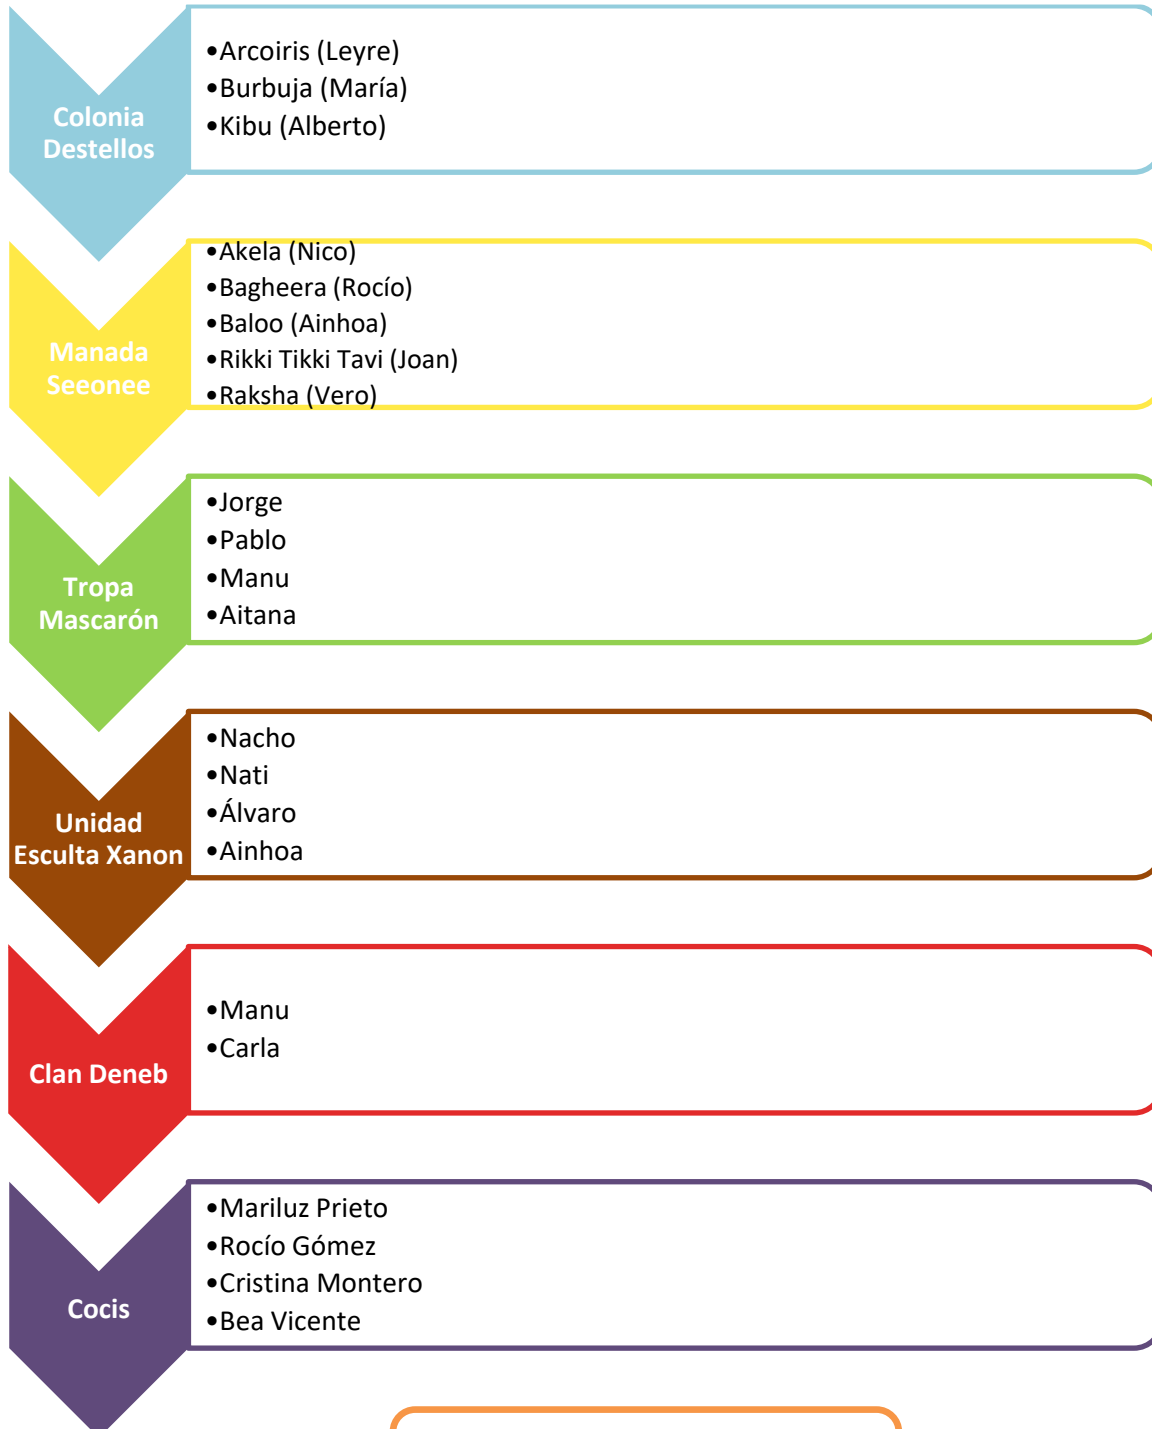 Colonia
Destellos
•Arcoiris (Leyre)
•Burbuja (María)
•Kibu (Alberto)
Manada
Seeonee
•Akela (Nico)
•Bagheera (Rocío)
•Baloo (Ainhoa)
•Rikki Tikki Tavi (Joan)
•Raksha (Vero)
Tropa
Mascarón
•Jorge
•Pablo
•Manu
•Aitana
Unidad
Esculta Xanon
•Nacho
•Nati
•Álvaro
•Ainhoa
Clan Deneb
•Manu
•Carla
Cocis
•Mariluz Prieto
•Rocío Gómez
•Cristina Montero
•Bea Vicente